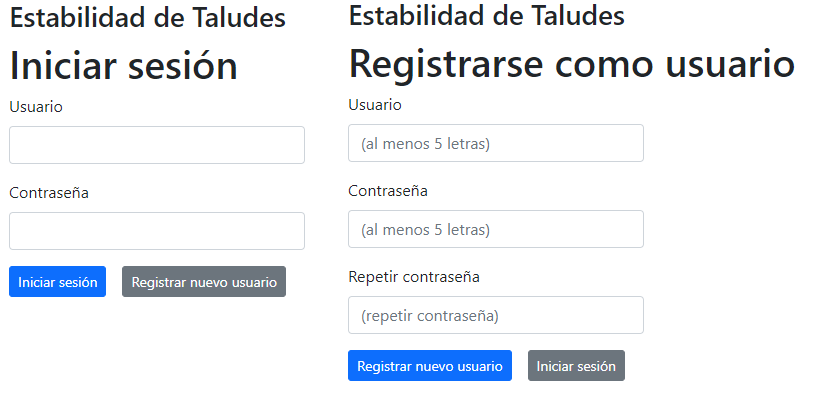 Estabilidad de Taludes
Iniciar sesión
Usuario
Contraseña
Iniciar sesión
Registrar nuevo usuario
Estabilidad de Taludes
Registrarse como usuario
Usuario
(al menos 5 letras)
Contraseña
(al menos 5 letras)
Repetir contraseña
(repetir contraseña)
Registrar nuevo usuario
Iniciar sesión